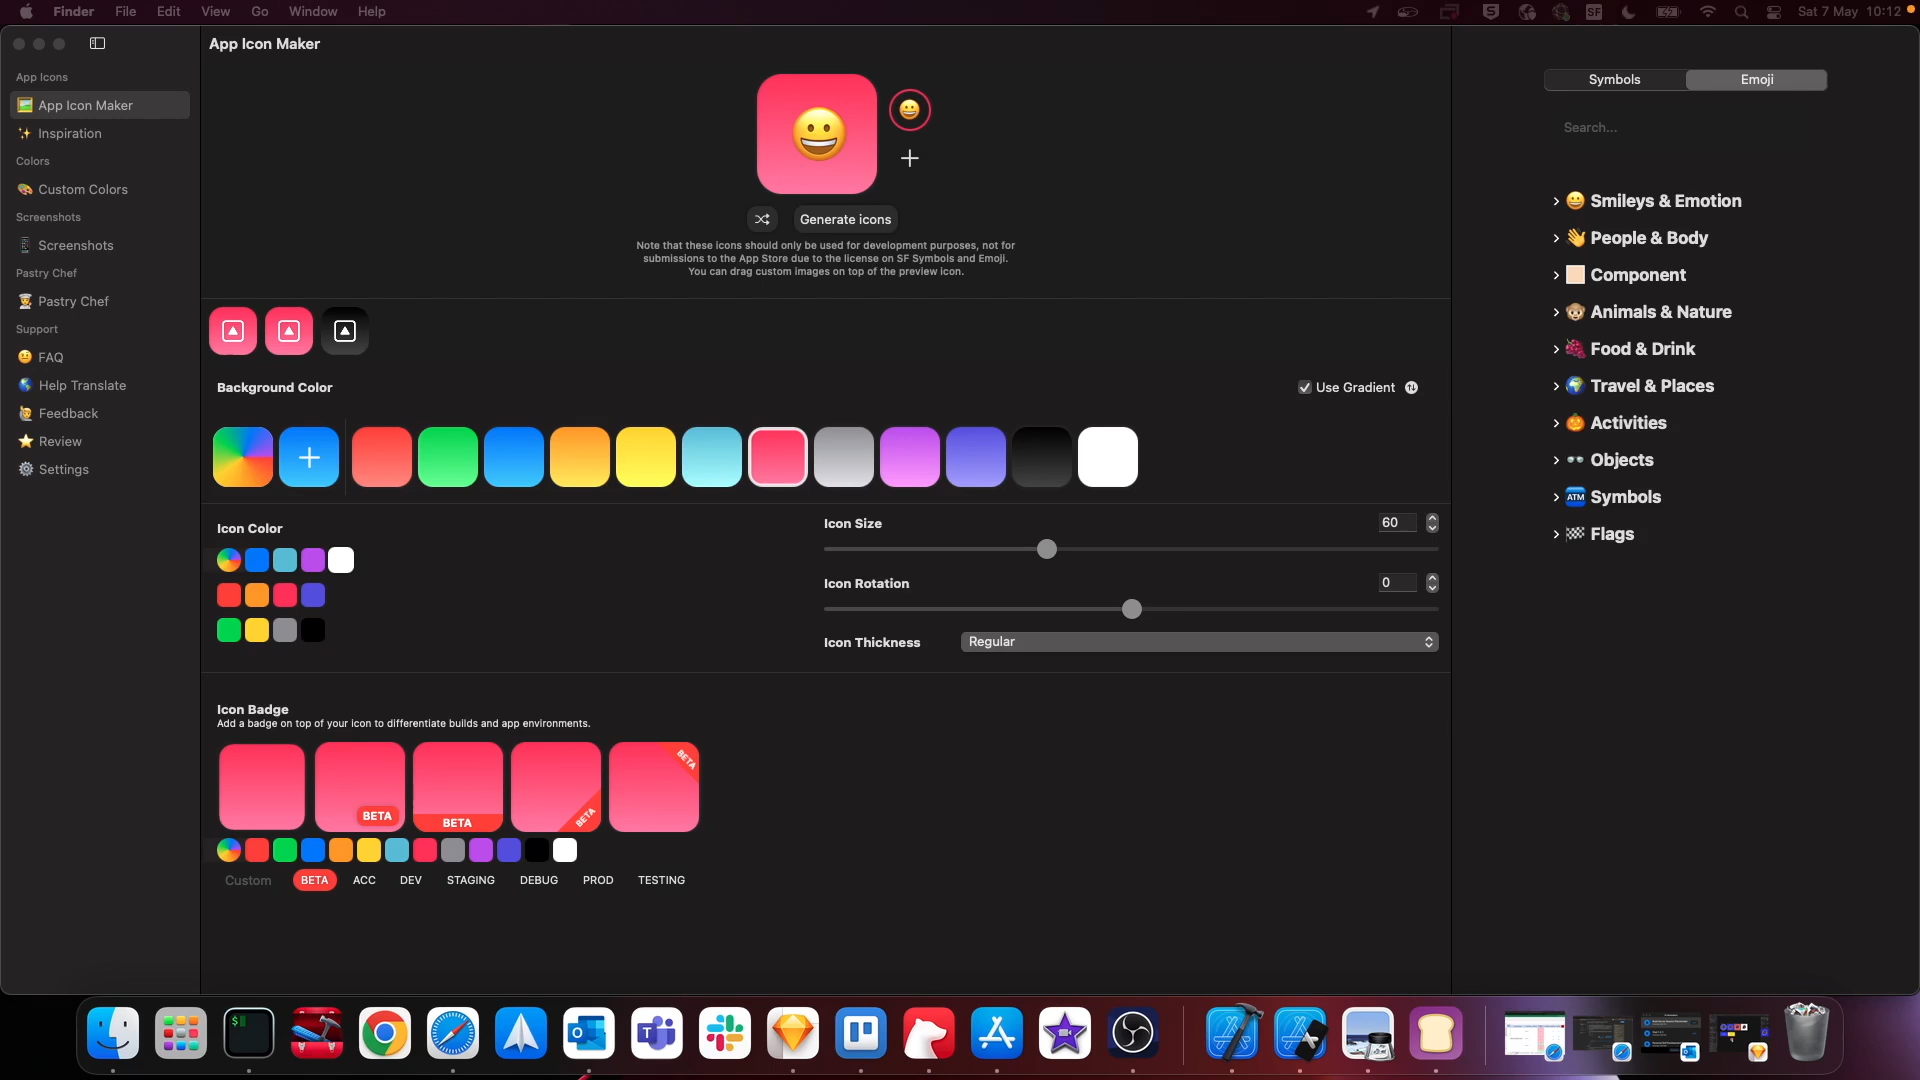 Finder File Edit View Go Window Help
Sat 7 May 10:12
App Icon Maker
App Icons
App Icon Maker
Inspiration
Colors
Custom Colors
Screenshots
Screenshots
Pastry Chef
Pastry Chef
Support
FAQ
Help Translate
Feedback
Review
Settings
Generate icons
Note that these icons should only be used for development purposes, not for
submissions to the App Store due to the license on SF Symbols and Emoji.
You can drag custom images on top of the preview icon.
Background Color
Use Gradient
Icon Color
Icon Size
60
Icon Rotation
0
Icon Thickness
Regular
Icon Badge
Add a badge on top of your icon to differentiate builds and app environments.
BETA
BETA
BETA
BETA
Custom BETA ACC DEV STAGING DEBUG PROD TESTING
Symbols
Emoji
Search...
Smileys & Emotion
People & Body
Component
Animals & Nature
Food & Drink
Travel & Places
Activities
Objects
ATM
Symbols
Flags